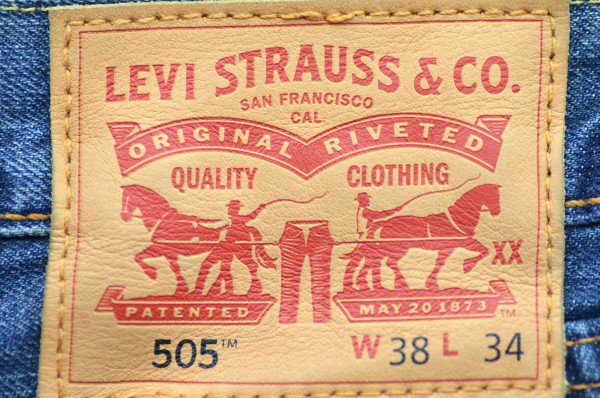 LEVI STRAUSS & CO.
SAN FRANCISCO
CAL.
ORIGINAL RIVETED
QUALITY CLOTHING
XX
PATENTED MAY 20 1873 ™
505™ W 38 L 34